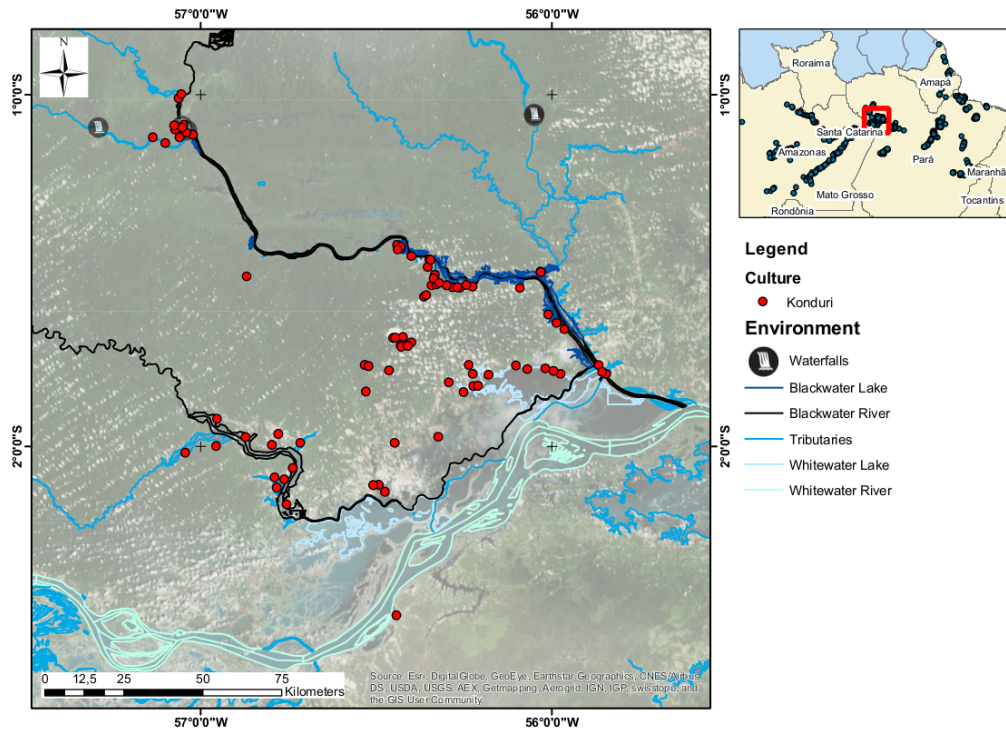 57°0'0"W 56°0'0"W
N
1°0'0"S 1°0'0"S
2°0'0"S 2°0'0"S
0 12,5 25 50 75
Kilometers
Source: Esri, DigitalGlobe, GeoEye, Earthstar Geographics, CNES/Airbus
DS, USDA, USGS, AEX, Getmapping, Aerogrid, IGN, IGP, swisstopo, and
the GIS User Community
57°0'0"W 56°0'0"W
Roraima
Amapá
Santa Catarina
Amazonas
Pará
Maranhã
Mato Grosso
Tocantins
Rondônia
Legend
Culture
Konduri
Environment
Waterfalls
Blackwater Lake
Blackwater River
Tributaries
Whitewater Lake
Whitewater River